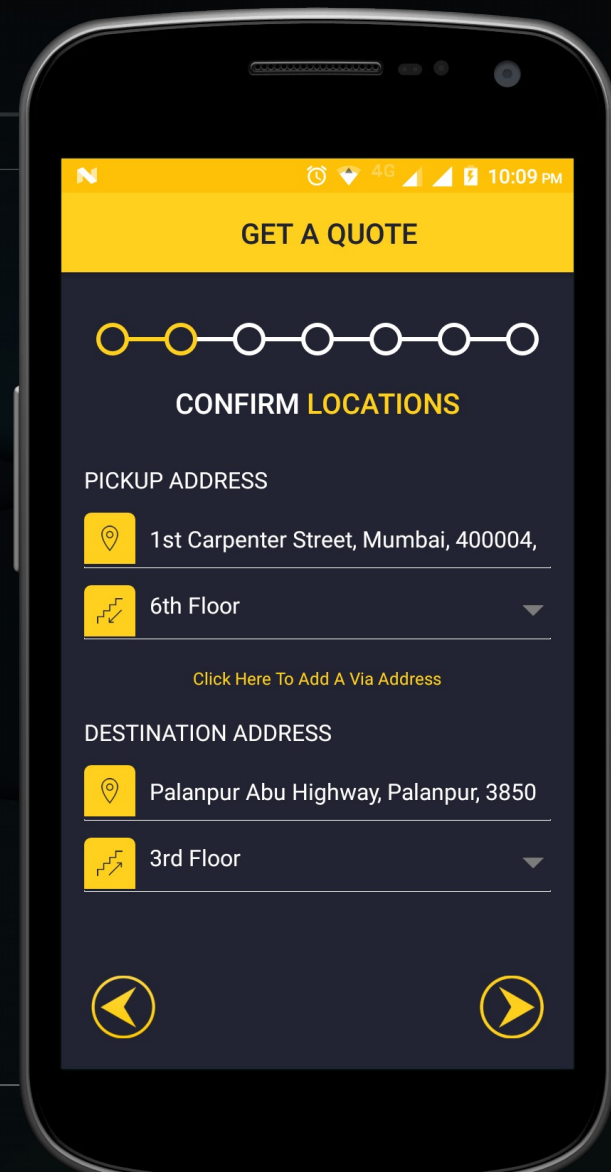 4G 10:09 PM
GET A QUOTE
CONFIRM LOCATIONS
PICKUP ADDRESS
1st Carpenter Street, Mumbai, 400004,
6th Floor
Click Here To Add A Via Address
DESTINATION ADDRESS
Palanpur Abu Highway, Palanpur, 3850
3rd Floor